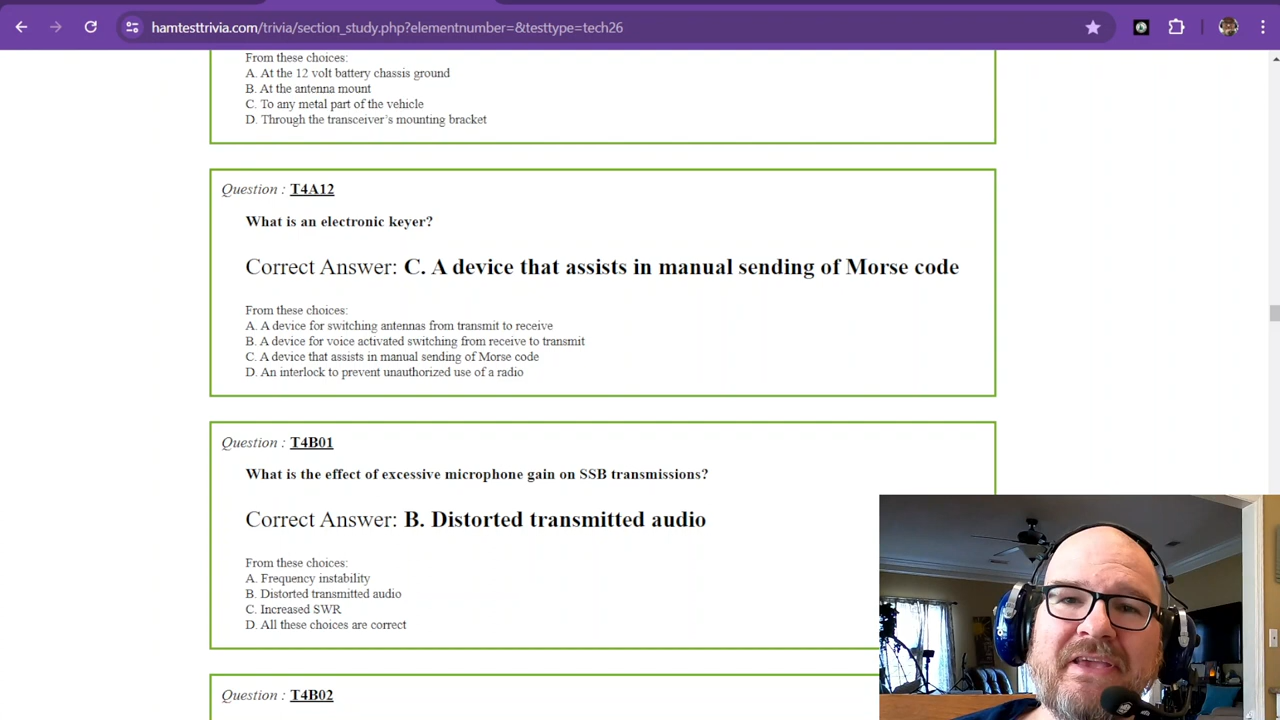 hamtesttrivia.com/trivia/section_study.php?elementnumber=&testtype=tech26
From these choices:
A. At the 12 volt battery chassis ground
B. At the antenna mount
C. To any metal part of the vehicle
D. Through the transceiver’s mounting bracket
Question : T4A12
What is an electronic keyer?
Correct Answer: C. A device that assists in manual sending of Morse code
From these choices:
A. A device for switching antennas from transmit to receive
B. A device for voice activated switching from receive to transmit
C. A device that assists in manual sending of Morse code
D. An interlock to prevent unauthorized use of a radio
Question : T4B01
What is the effect of excessive microphone gain on SSB transmissions?
Correct Answer: B. Distorted transmitted audio
From these choices:
A. Frequency instability
B. Distorted transmitted audio
C. Increased SWR
D. All these choices are correct
Question : T4B02